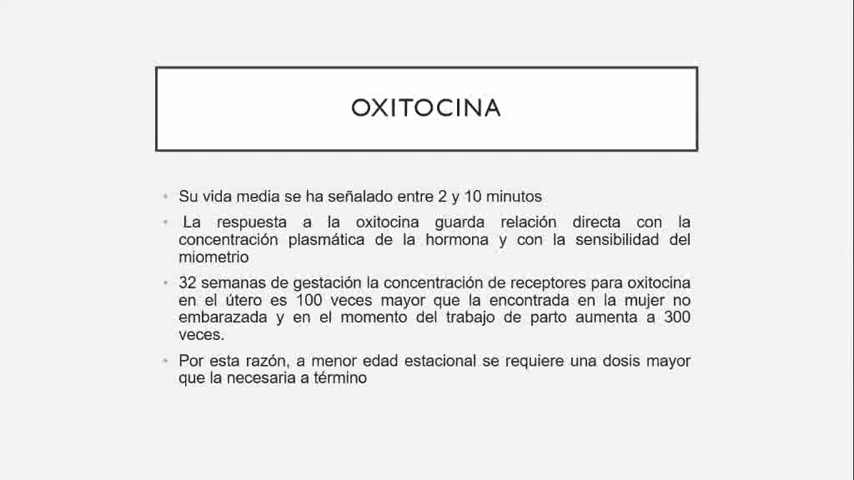 OXITOCINA
• Su vida media se ha señalado entre 2 y 10 minutos
• La respuesta a la oxitocina guarda relación directa con la
concentración plasmática de la hormona y con la sensibilidad del
miometrio
• 32 semanas de gestación la concentración de receptores para oxitocina
en el útero es 100 veces mayor que la encontrada en la mujer no
embarazada y en el momento del trabajo de parto aumenta a 300
veces.
• Por esta razón, a menor edad estacional se requiere una dosis mayor
que la necesaria a término